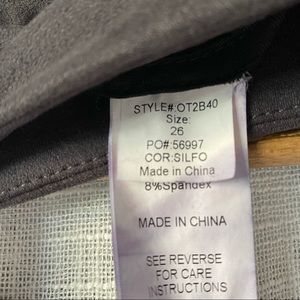 STYLE#:OT2B40
Size:
26
PO#:56997
COR:SILFO
Made in China
8%Spandex
MADE IN CHINA
SEE REVERSE
FOR CARE
INSTRUCTIONS